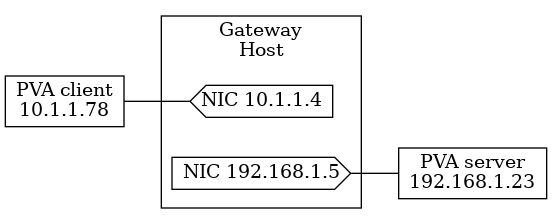 Gateway
Host
PVA client
10.1.1.78
NIC 10.1.1.4
NIC 192.168.1.5
PVA server
192.168.1.23